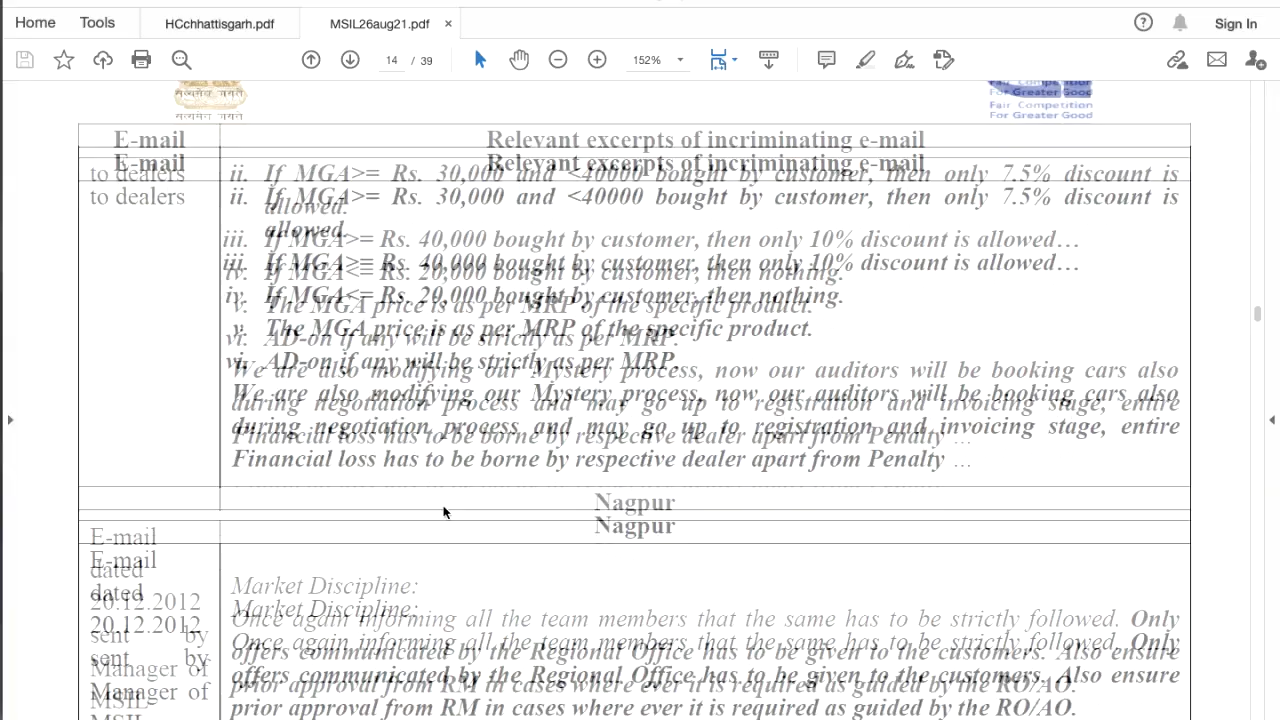 Home Tools HCchhattisgarh.pdf MSIL26aug21.pdf × Sign In
14 / 39 152%
सत्यमेव जयते
For Greater Good
Fair Competition
For Greater Good
E-mail Relevant excerpts of incriminating e-mail
to dealers ii. If MGA>= Rs. 30,000 and <40000 bought by customer, then only 7.5% discount is
allowed.
iii. If MGA>= Rs. 40,000 bought by customer, then only 10% discount is allowed…
iv. If MGA<= Rs. 20,000 bought by customer, then nothing.
v. The MGA price is as per MRP of the specific product.
vi. AD-on if any will be strictly as per MRP.
We are also modifying our Mystery process, now our auditors will be booking cars also
during negotiation process and may go up to registration and invoicing stage, entire
Financial loss has to be borne by respective dealer apart from Penalty …
Nagpur
E-mail
dated
20.12.2012
sent by
Manager of
MSIL
Market Discipline:
Once again informing all the team members that the same has to be strictly followed. Only
offers communicated by the Regional Office has to be given to the customers. Also ensure
prior approval from RM in cases where ever it is required as guided by the RO/AO.